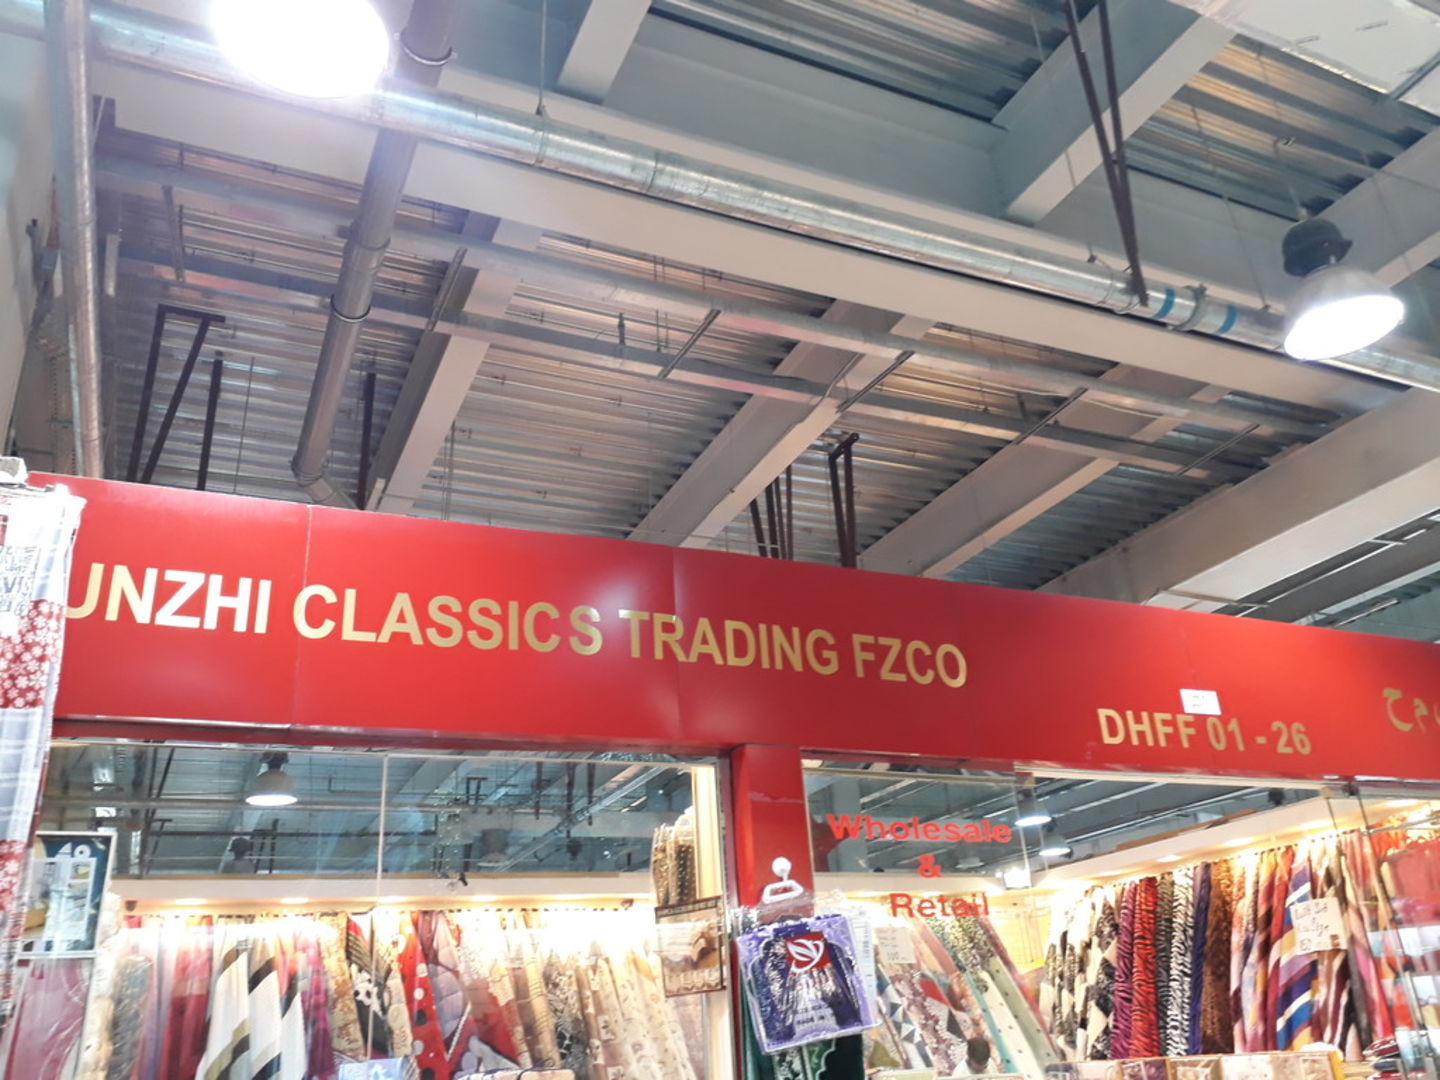 UNZHI CLASSICS TRADING FZCO
DHFF 01 - 26
Wholesale
&
Retail